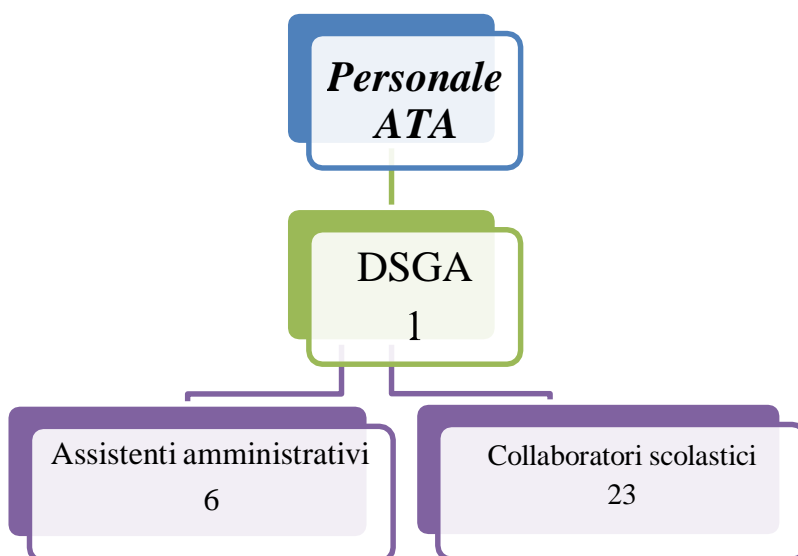 Personale
ATA
DSGA
1
Assistenti amministrativi
6
Collaboratori scolastici
23